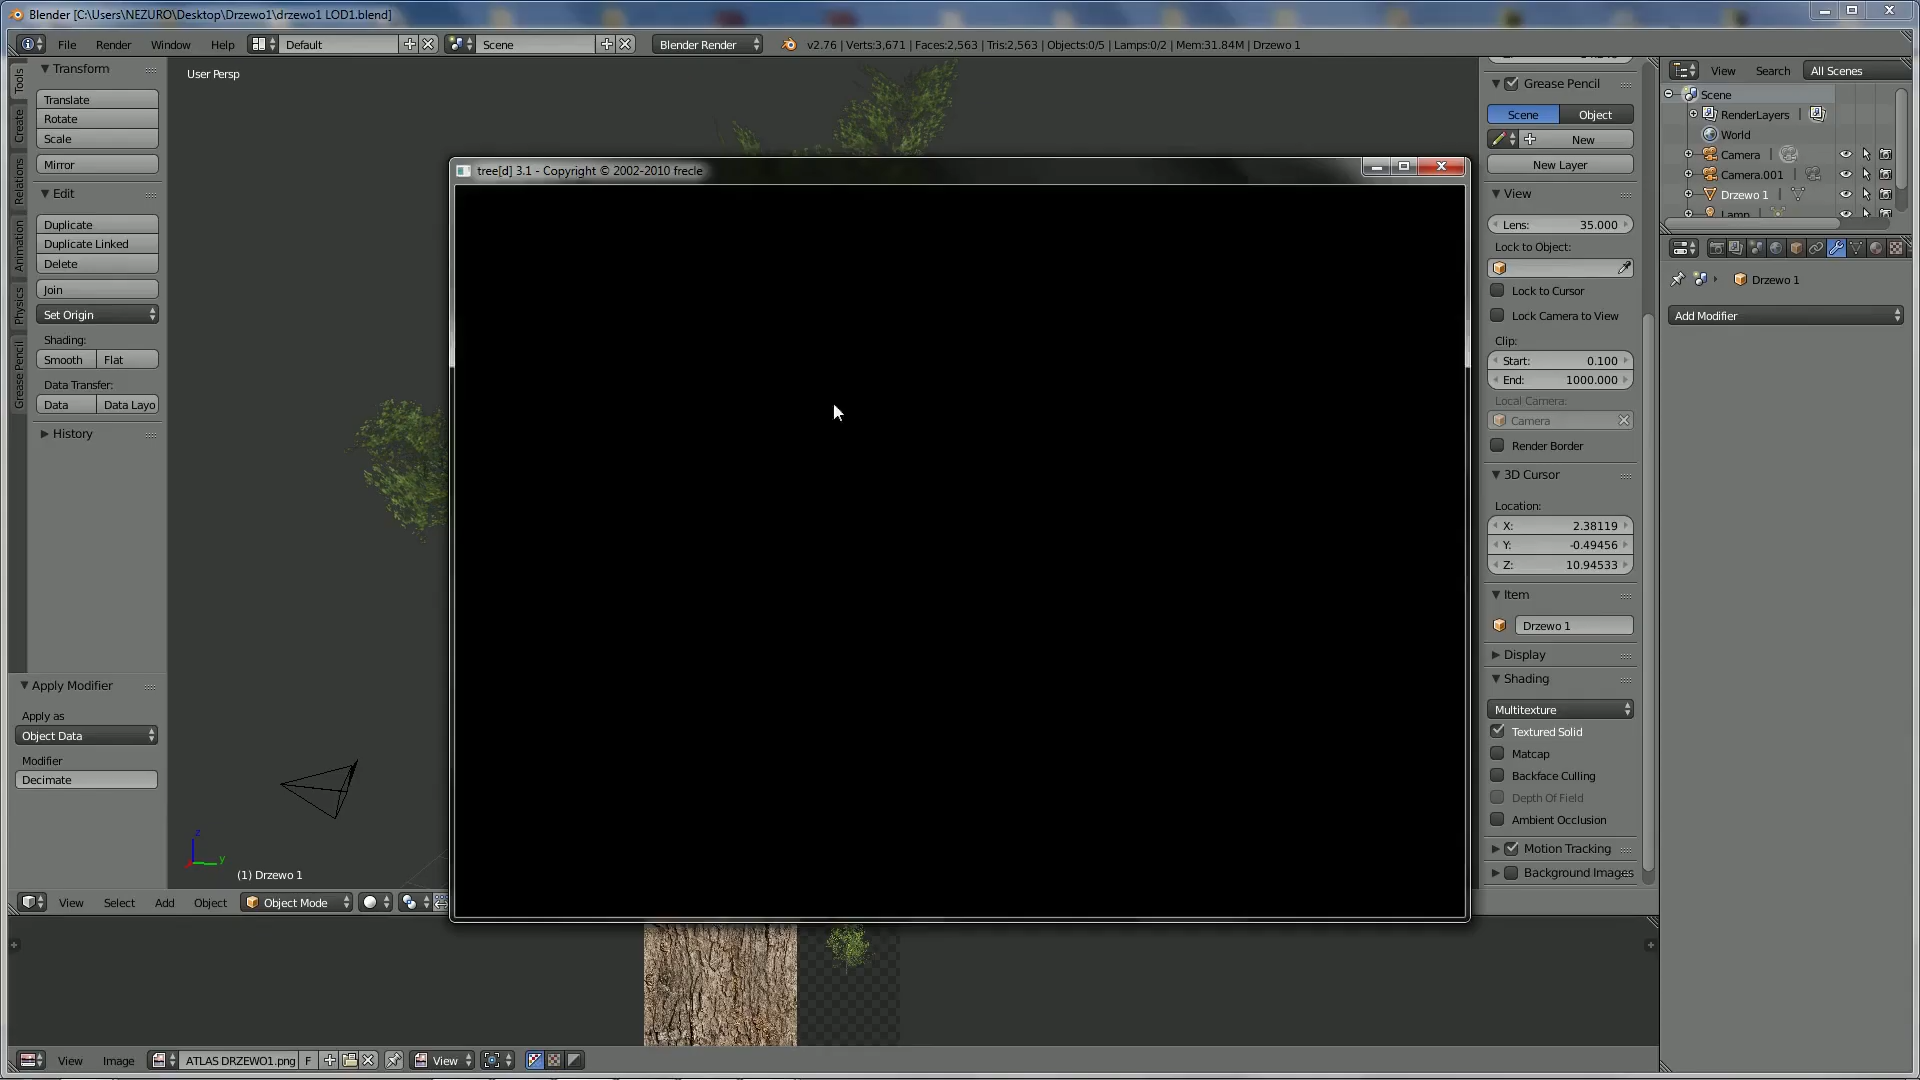 Blender [C:\Users\NEZURO\Desktop\Drzewo1\drzewo1 LOD1.blend]
File Render Window Help Default Scene Blender Render v2.76 | Verts:3,671 | Faces:2,563 | Tris:2,563 | Objects:0/5 | Lamps:0/2 | Mem:31.84M | Drzewo 1
Tools
Create
Relations
Animation
Physics
Grease Pencil
Transform
Translate
Rotate
Scale
Mirror
Edit
Duplicate
Duplicate Linked
Delete
Join
Set Origin
Shading:
Smooth Flat
Data Transfer:
Data Data Layo
History
Apply Modifier
Apply as
Object Data
Modifier
Decimate
User Persp
tree[d] 3.1 - Copyright © 2002-2010 frecle
z
y
(1) Drzewo 1
View Select Add Object Object Mode
Grease Pencil
Scene Object
New
New Layer
View
Lens: 35.000
Lock to Object:
Lock to Cursor
Lock Camera to View
Clip:
Start: 0.100
End: 1000.000
Local Camera:
Camera
Render Border
3D Cursor
Location:
X: 2.38119
Y: -0.49456
Z: 10.94533
Item
Drzewo 1
Display
Shading
Multitexture
Textured Solid
Matcap
Backface Culling
Depth Of Field
Ambient Occlusion
Motion Tracking
Background Images
View Search All Scenes
Scene
RenderLayers
World
Camera
Camera.001
Drzewo 1
Lamp
Drzewo 1
Add Modifier
View Image ATLAS DRZEWO1.png F View